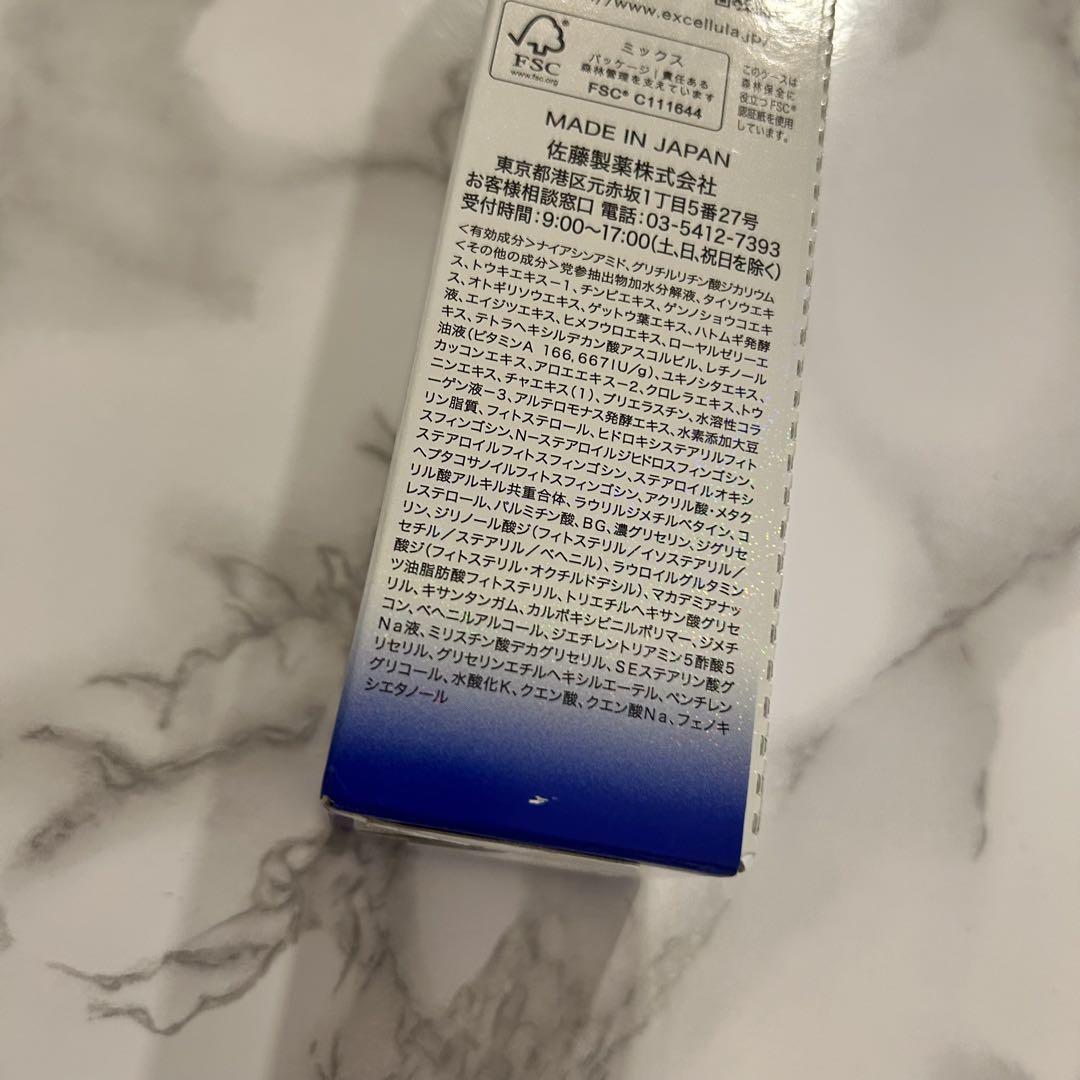 ://www.excellula.jp/
FSC
www.fsc.org
ミックス
パッケージ|責任ある
森林管理を支えています
FSC® C111644
このケースは
森林保全に
役立つFSC®
認証紙を使用
しています。
MADE IN JAPAN
佐藤製薬株式会社
東京都港区元赤坂1丁目5番27号
お客様相談窓口 電話:03-5412-7393
受付時間:9:00〜17:00(土、日、祝日を除く)
<有効成分>ナイアシンアミド、グリチルリチン酸ジカリウム
<その他の成分>党参抽出物加水分解液、タイソウエキ
ス、トウキエキス-1、チンピエキス、ゲンノショウコエキ
ス、オトギリソウエキス、ゲットウ葉エキス、ハトムギ発酵
液、エイジツエキス、ヒメフウロエキス、ローヤルゼリーエ
キス、テトラヘキシルデカン酸アスコルビル、レチノール
油液(ビタミンA 166,667IU/g)、ユキノシタエキス、
カッコンエキス、アロエエキス-2、クロレラエキス、トウ
ニンエキス、チャエキス(1)、プリエラスチン、水溶性コラ
ーゲン液-3、アルテロモナス発酵エキス、水素添加大豆
リン脂質、フィトステロール、ヒドロキシステアリルフィト
スフィンゴシン、N-ステアロイルジヒドロスフィンゴシン、
ステアロイルフィトスフィンゴシン、ステアロイルオキシ
ヘプタコサノイルフィトスフィンゴシン、アクリル酸・メタク
リル酸アルキル共重合体、ラウリルジメチルベタイン、コ
レステロール、パルミチン酸、BG、濃グリセリン、ジグリセ
リン、ジリノール酸ジ(フィトステリル/イソステアリル/
セチル/ステアリル/ベヘニル)、ラウロイルグルタミン
酸ジ(フィトステリル・オクチルドデシル)、マカデミアナッ
ツ油脂肪酸フィトステリル、トリエチルヘキサン酸グリセ
リル、キサンタンガム、カルボキシビニルポリマー、ジメチ
コン、ベヘニルアルコール、ジエチレントリアミン5酢酸5
Na液、ミリスチン酸デカグリセリル、SEステアリン酸グ
リセリル、グリセリンエチルヘキシルエーテル、ペンチレン
グリコール、水酸化K、クエン酸、クエン酸Na、フェノキ
シエタノール